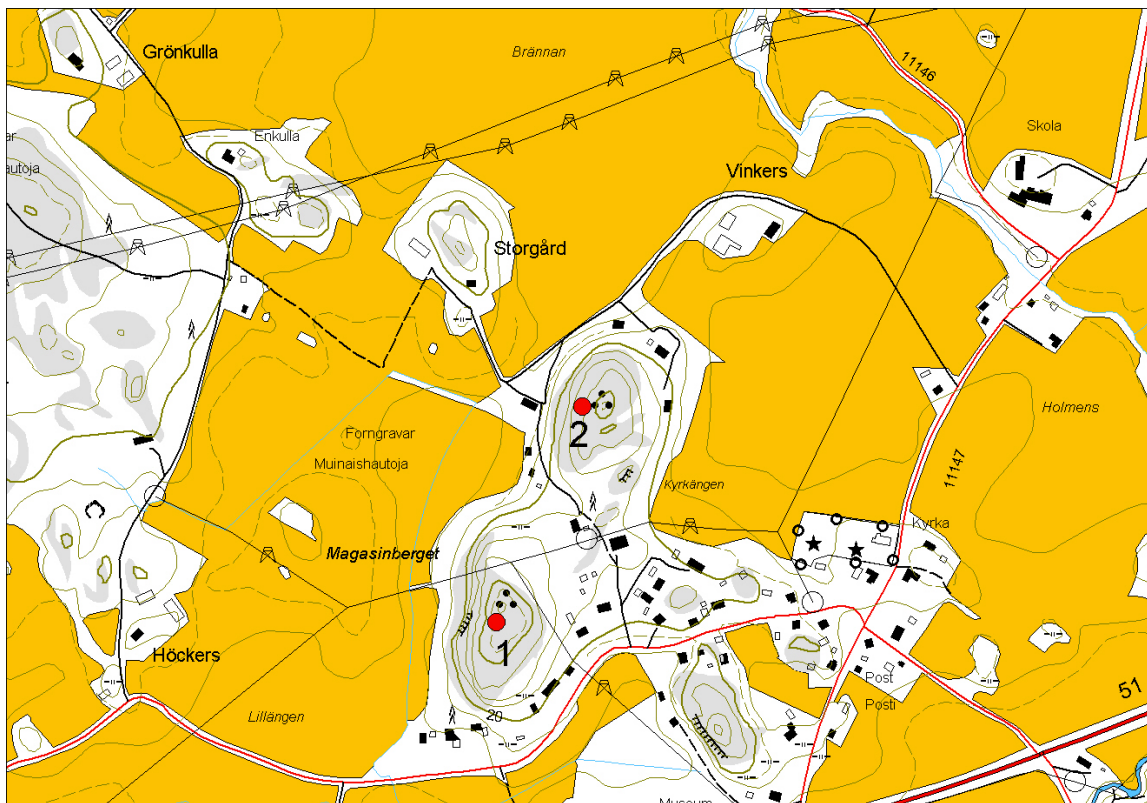 Grönkulla
Brännan
11146
Skola
Enkulla
Vinkers
autoja
Storgård
Holmens
Forngravar
Muinaishautoja
2
Kyrkängen
11147
Kyrka
Magasinberget
1
Höckers
Post
Posti
51
Lillängen
20
Museum